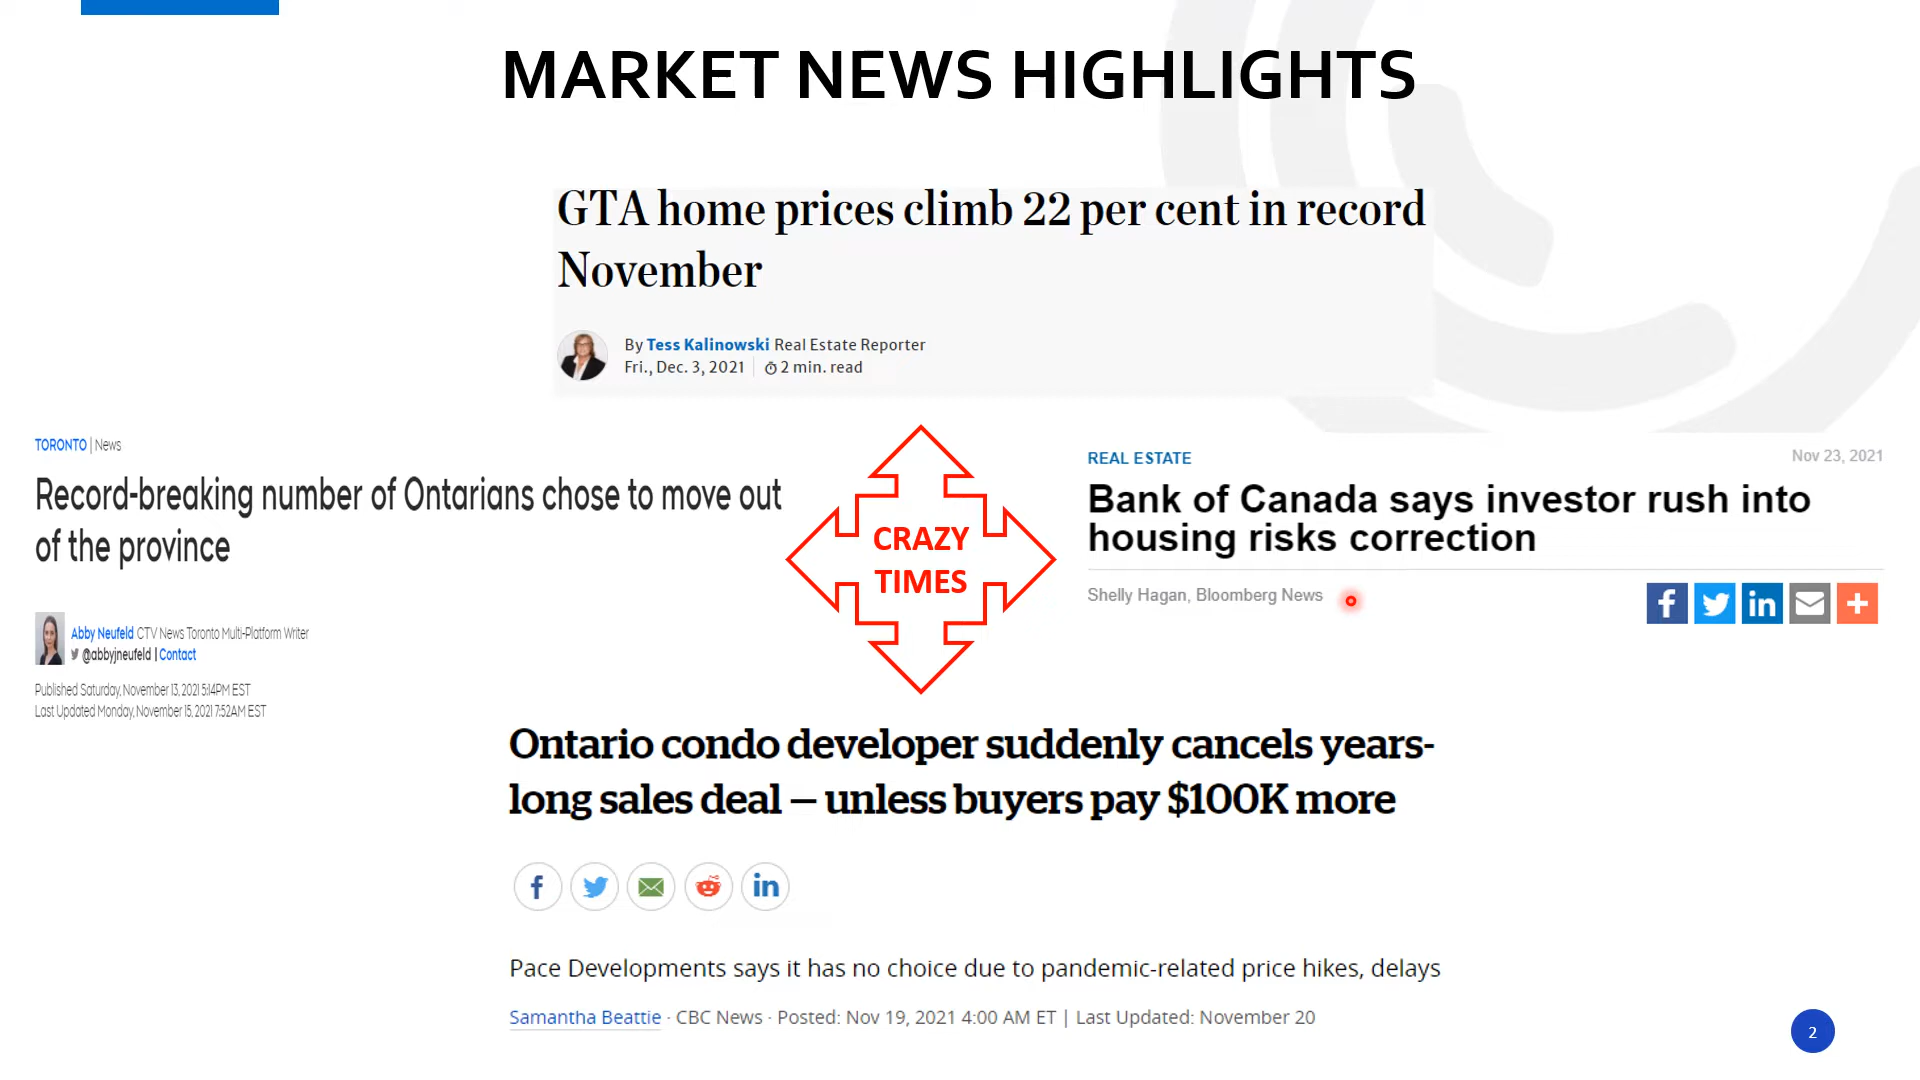 MARKET NEWS HIGHLIGHTS
GTA home prices climb 22 per cent in record
November
By Tess Kalinowski Real Estate Reporter
Fri., Dec. 3, 2021 2 min. read
TORONTO | News
Record-breaking number of Ontarians chose to move out
of the province
Abby Neufeld CTV News Toronto Multi-Platform Writer
@abbyjneufeld | Contact
Published Saturday, November 13, 2021 5:14PM EST
Last Updated Monday, November 15, 2021 7:52AM EST
CRAZY
TIMES
REAL ESTATE
Nov 23, 2021
Bank of Canada says investor rush into
housing risks correction
Shelly Hagan, Bloomberg News
Ontario condo developer suddenly cancels years-
long sales deal — unless buyers pay $100K more
Pace Developments says it has no choice due to pandemic-related price hikes, delays
Samantha Beattie · CBC News · Posted: Nov 19, 2021 4:00 AM ET | Last Updated: November 20
2